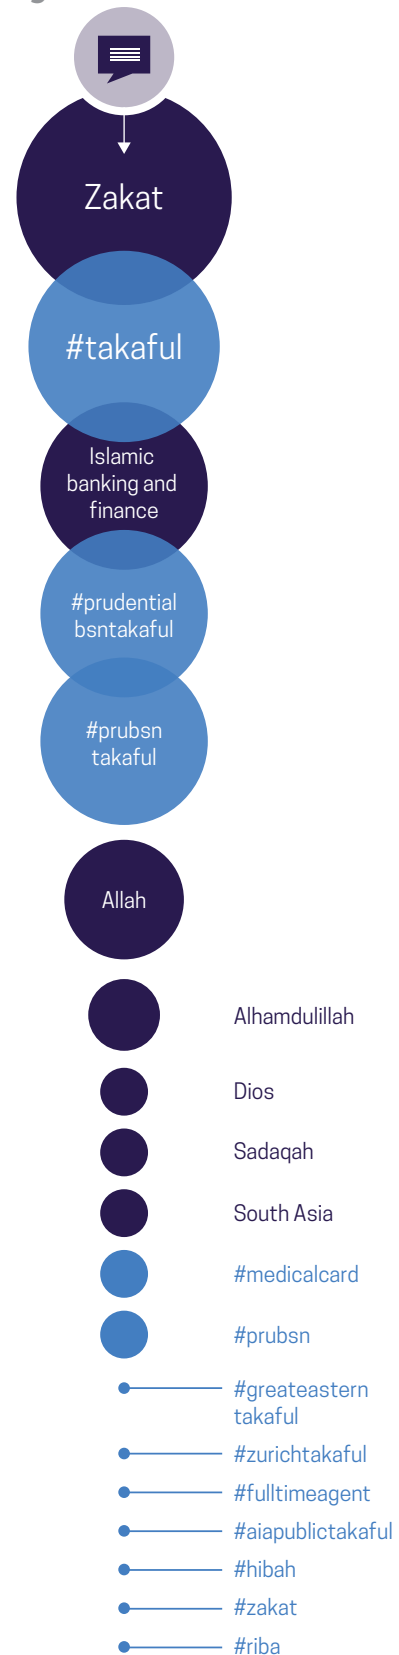 Zakat
#takaful
Islamic
banking and
finance
#prudential
bsntakaful
#prubsn
takaful
Allah
Alhamdulillah
Dios
Sadaqah
South Asia
#medicalcard
#prubsn
#greateastern
takaful
#zurichtakaful
#fulltimeagent
#aiapublictakaful
#hibah
#zakat
#riba